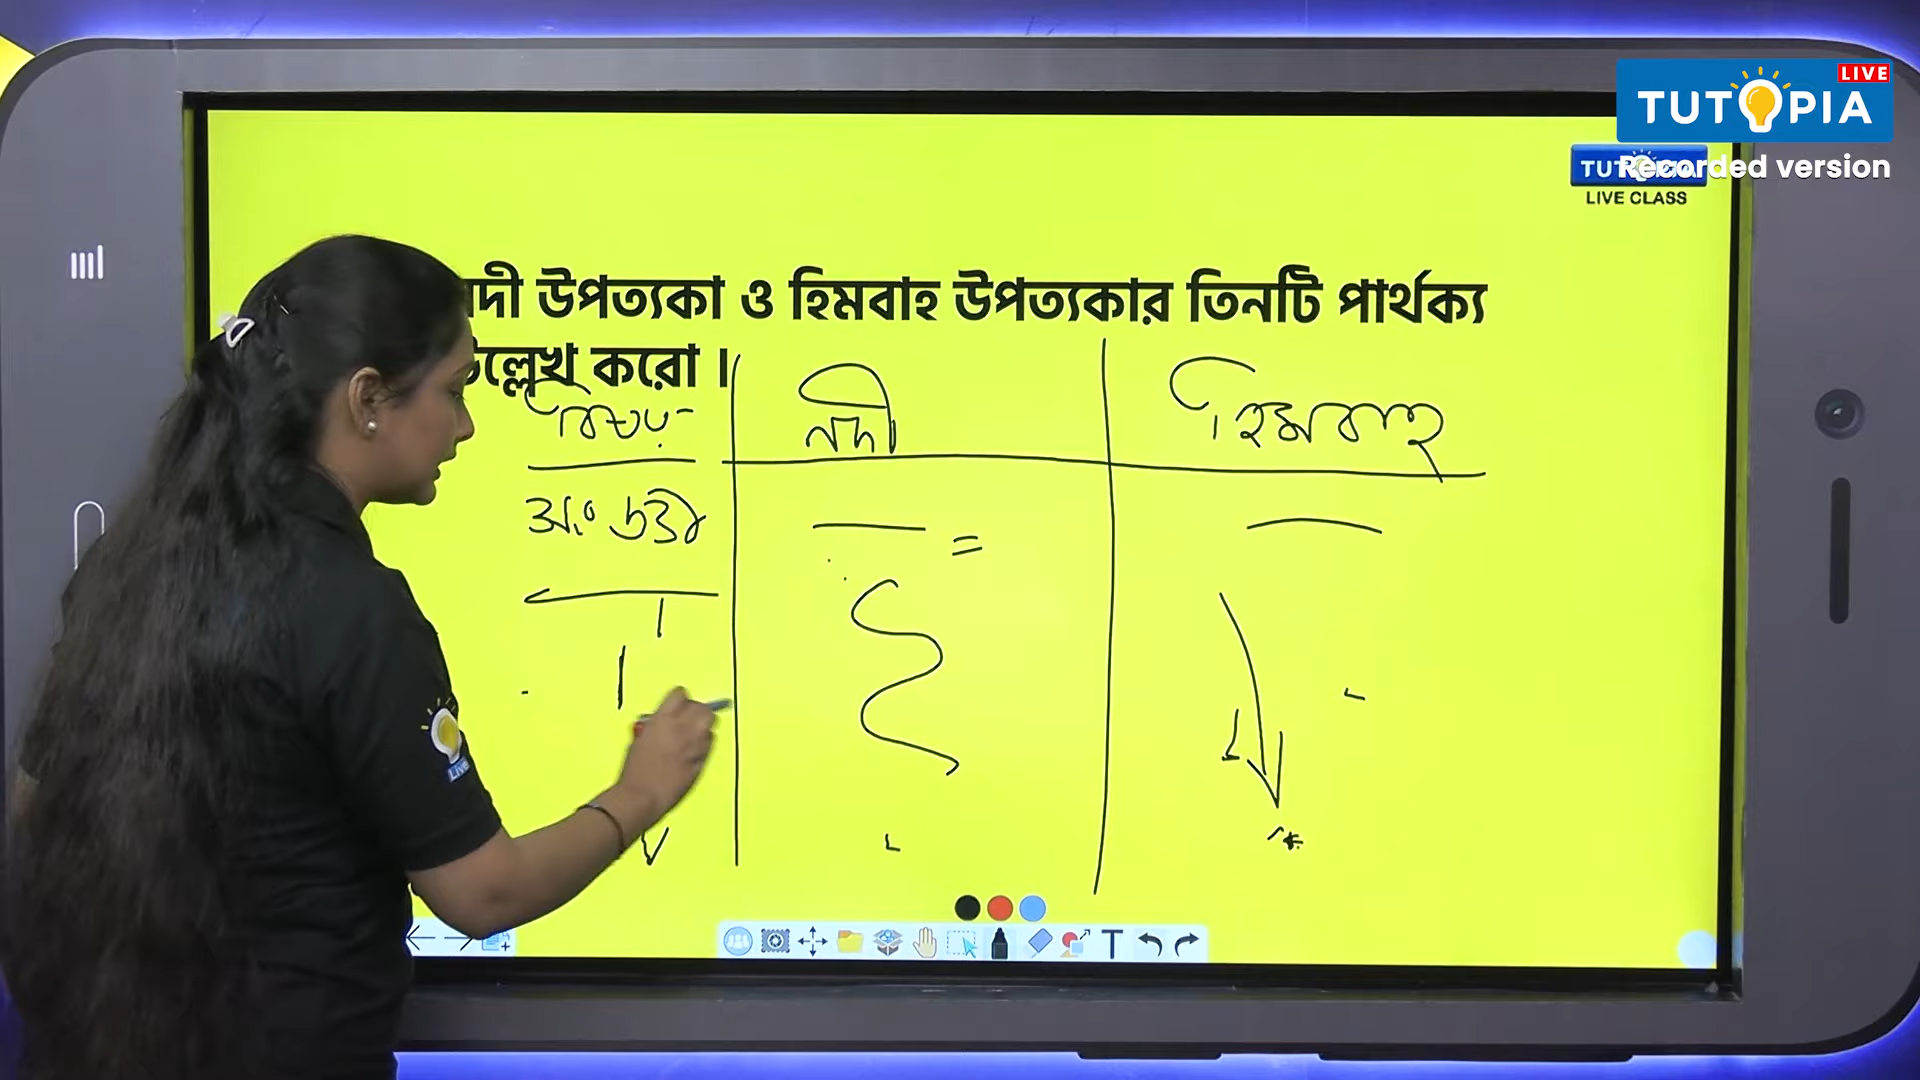 LIVE
TUTOPIA
Recorded version
LIVE CLASS
নদী উপত্যকা ও হিমবাহ উপত্যকার তিনটি পার্থক্য
উল্লেখ করো ।
বিষয় নদী হিমবাহ
Live
T